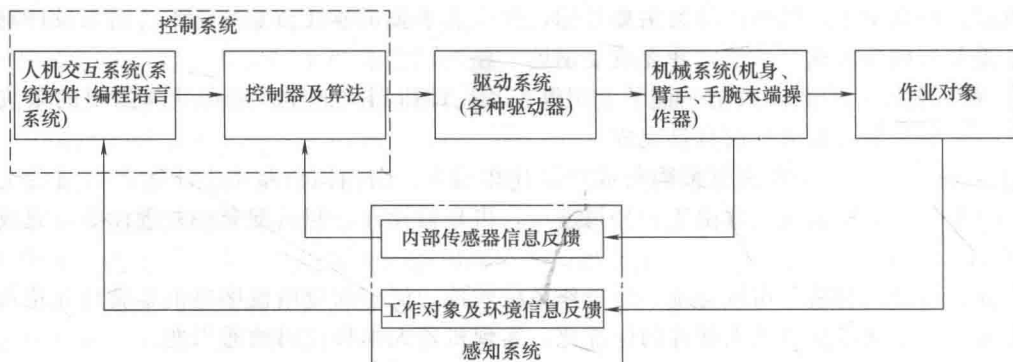 控制系统
人机交互系统(系
统软件、编程语言
系统)
控制器及算法
驱动系统
(各种驱动器)
机械系统(机身、
臂手、手腕末端操
作器)
作业对象
内部传感器信息反馈
工作对象及环境信息反馈
感知系统